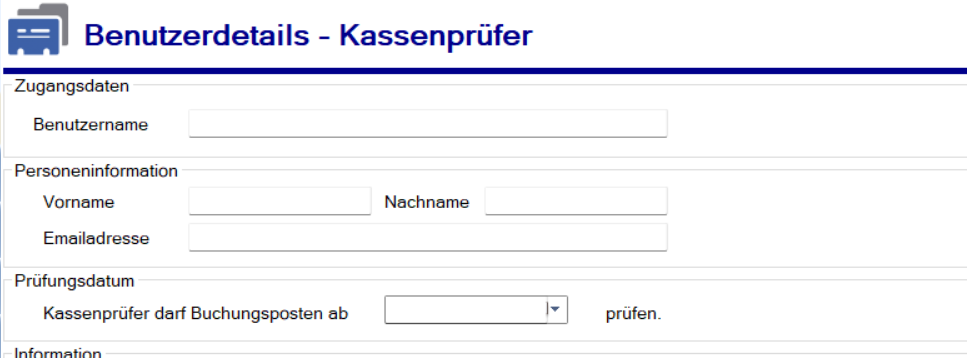 Benutzerdetails - Kassenprüfer
Zugangsdaten
Benutzername
Personeninformation
Vorname Nachname
Emailadresse
Prüfungsdatum
Kassenprüfer darf Buchungsposten ab prüfen.
Information